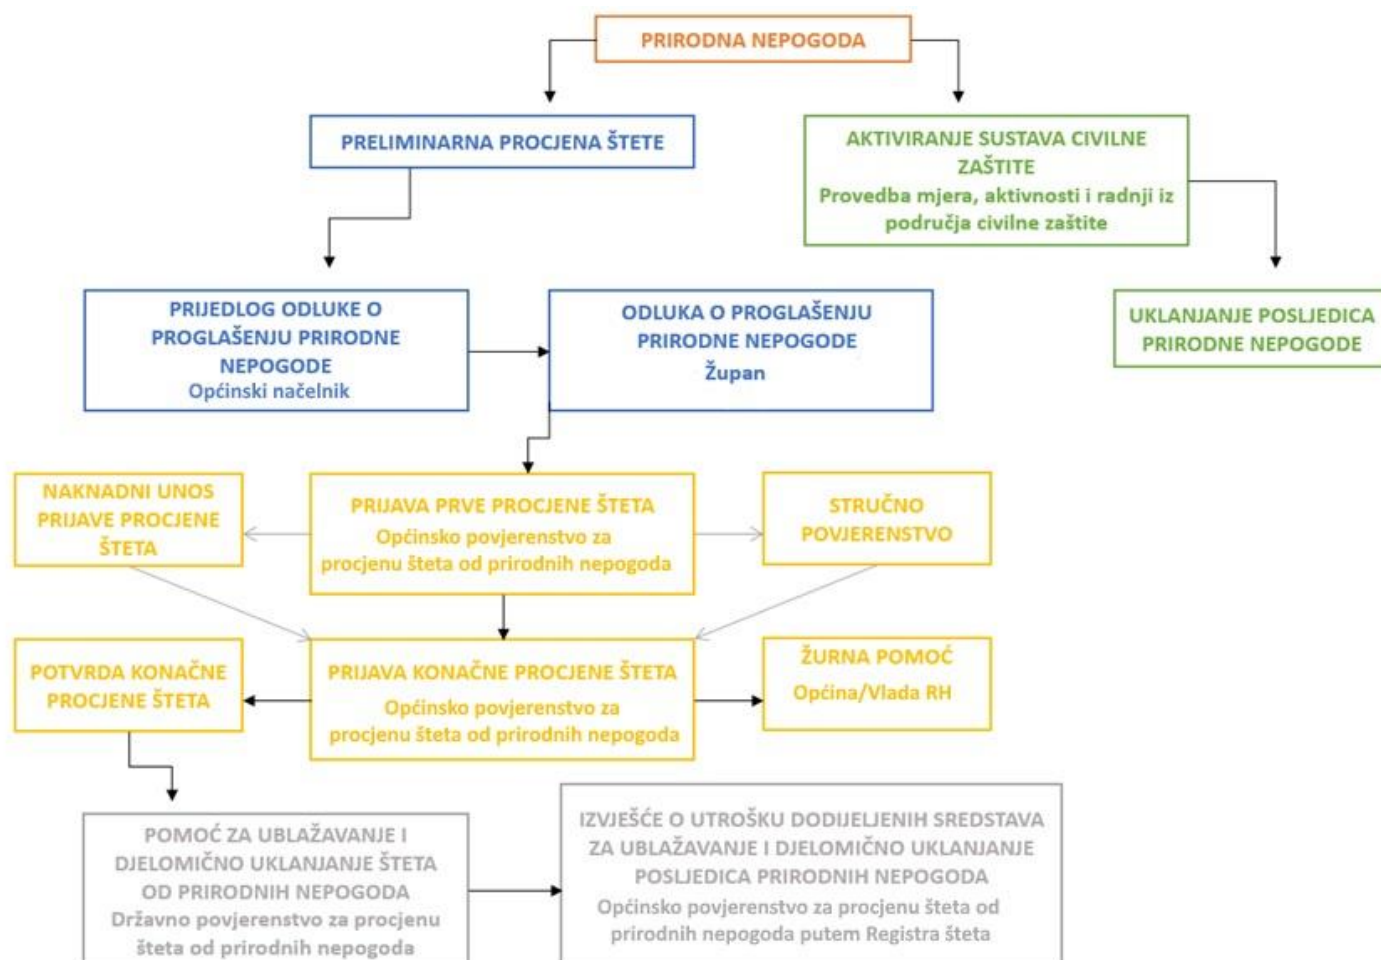 PRIRODNA NEPOGODA
PRELIMINARNA PROCJENA ŠTETE
AKTIVIRANJE SUSTAVA CIVILNE
ZAŠTITE
Provedba mjera, aktivnosti i radnji iz
područja civilne zaštite
PRIJEDLOG ODLUKE O
PROGLAŠENJU PRIRODNE
NEPOGODE
Općinski načelnik
ODLUKA O PROGLAŠENJU
PRIRODNE NEPOGODE
Župan
UKLANJANJE POSLJEDICA
PRIRODNE NEPOGODE
NAKNADNI UNOS
PRIJAVE PROCJENE
ŠTETA
PRIJAVA PRVE PROCJENE ŠTETA
Općinsko povjerenstvo za
procjenu šteta od prirodnih nepogoda
STRUČNO
POVJERENSTVO
POTVRDA KONAČNE
PROCJENE ŠTETA
PRIJAVA KONAČNE PROCJENE ŠTETA
Općinsko povjerenstvo za
procjenu šteta od prirodnih nepogoda
ŽURNA POMOĆ
Općina/Vlada RH
POMOĆ ZA UBLAŽAVANJE I
DJELOMIČNO UKLANJANJE ŠTETA
OD PRIRODNIH NEPOGODA
Državno povjerenstvo za procjenu
šteta od prirodnih nepogoda
IZVJEŠĆE O UTROŠKU DODIJELJENIH SREDSTAVA
ZA UBLAŽAVANJE I DJELOMIČNO UKLANJANJE
POSLJEDICA PRIRODNIH NEPOGODA
Općinsko povjerenstvo za procjenu šteta od
prirodnih nepogoda putem Registra šteta